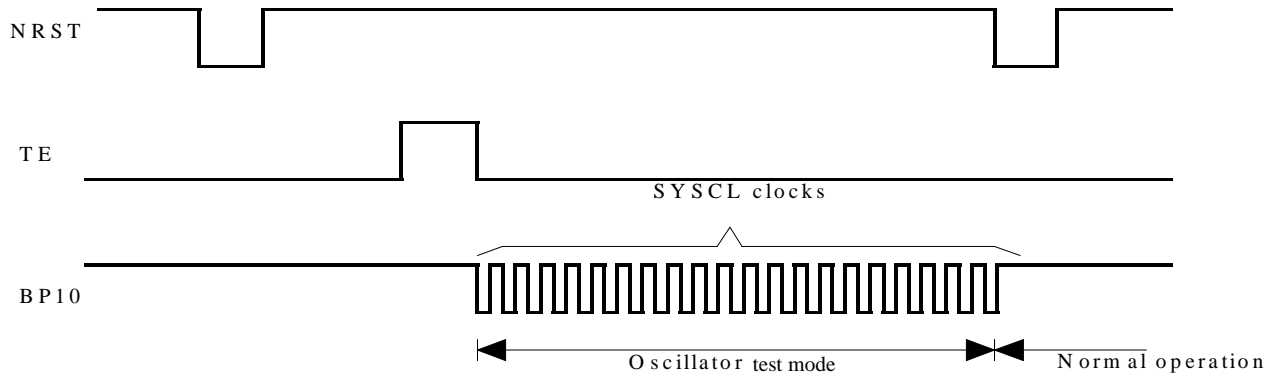 NRST
TE
SYSCL clocks
BP10
Oscillator test mode
Normal operation